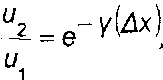 u₂/u₁ = e^{-γ(Δx)},